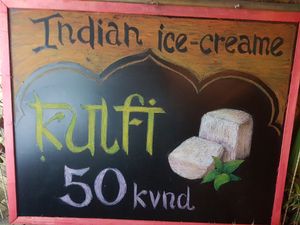 Indian ice-creame
Kulfi
50 kvnd